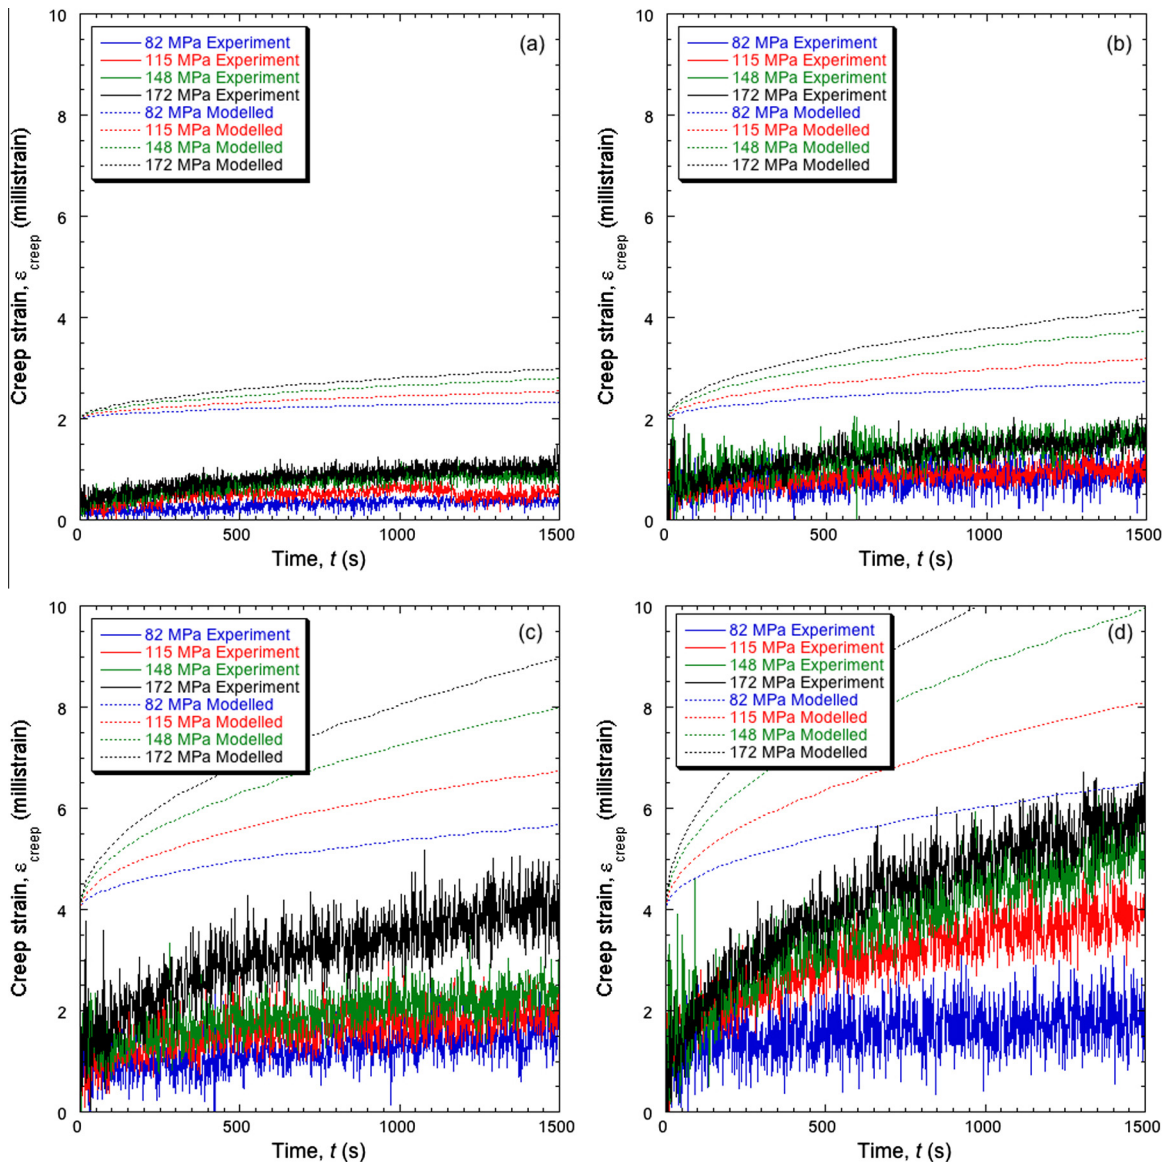 10
8
6
4
2
0
Creep strain, ε creep (millistrain)
82 MPa Experiment
115 MPa Experiment
148 MPa Experiment
172 MPa Experiment
82 MPa Modelled
115 MPa Modelled
148 MPa Modelled
172 MPa Modelled
(a)
0 500 1000 1500
Time, t (s)
10
8
6
4
2
0
Creep strain, ε creep (millistrain)
82 MPa Experiment
115 MPa Experiment
148 MPa Experiment
172 MPa Experiment
82 MPa Modelled
115 MPa Modelled
148 MPa Modelled
172 MPa Modelled
(b)
0 500 1000 1500
Time, t (s)
10
8
6
4
2
0
Creep strain, ε creep (millistrain)
82 MPa Experiment
115 MPa Experiment
148 MPa Experiment
172 MPa Experiment
82 MPa Modelled
115 MPa Modelled
148 MPa Modelled
172 MPa Modelled
(c)
0 500 1000 1500
Time, t (s)
10
8
6
4
2
0
Creep strain, ε creep (millistrain)
82 MPa Experiment
115 MPa Experiment
148 MPa Experiment
172 MPa Experiment
82 MPa Modelled
115 MPa Modelled
148 MPa Modelled
172 MPa Modelled
(d)
0 500 1000 1500
Time, t (s)